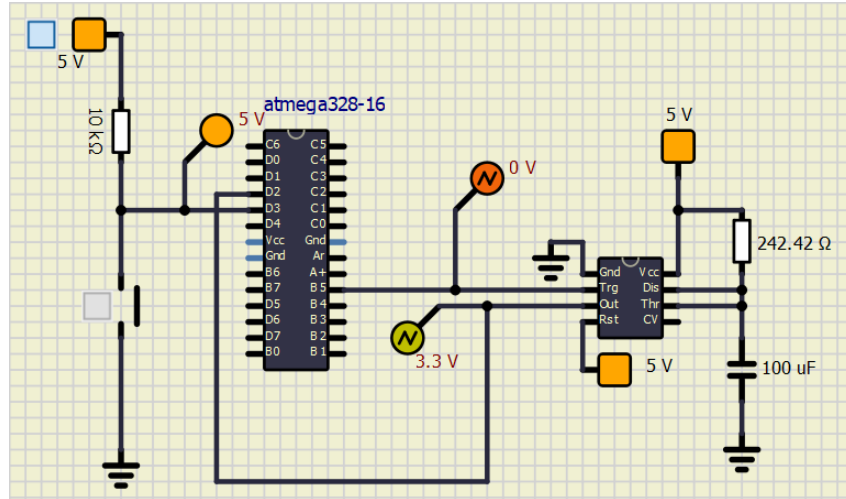 5 V
10 kΩ
5 V
atmega328-16
C6 C5
D0 C4
D1 C3
D2 C2
D3 C1
D4 C0
Vcc Gnd
Gnd Ar
B6 A+
B7 B5
D5 B4
D6 B3
D7 B2
B0 B1
0 V
3.3 V
5 V
Gnd Vcc
Trg Dis
Out Thr
Rst CV
242.42 Ω
5 V
100 uF